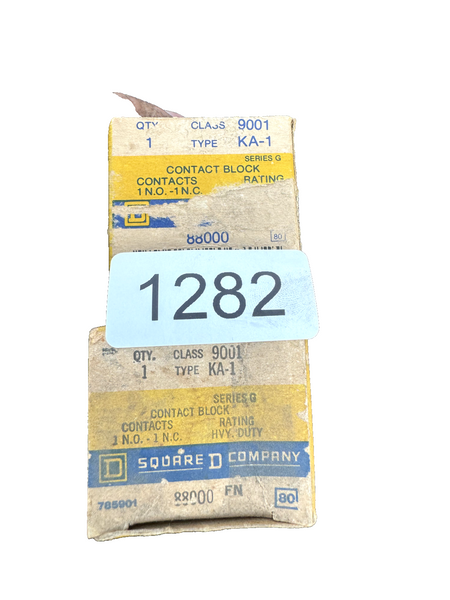 QTY CLASS 9001
1 TYPE KA-1
SERIES G
CONTACT BLOCK
CONTACTS RATING
1 N.O. -1 N.C.
D
88000 80
1282
QTY. CLASS 9001
1 TYPE KA-1
SERIES G
CONTACT BLOCK
CONTACTS RATING
1 N.O. - 1 N.C. HVY. DUTY
D SQUARE D COMPANY
785901 88000 FN 80